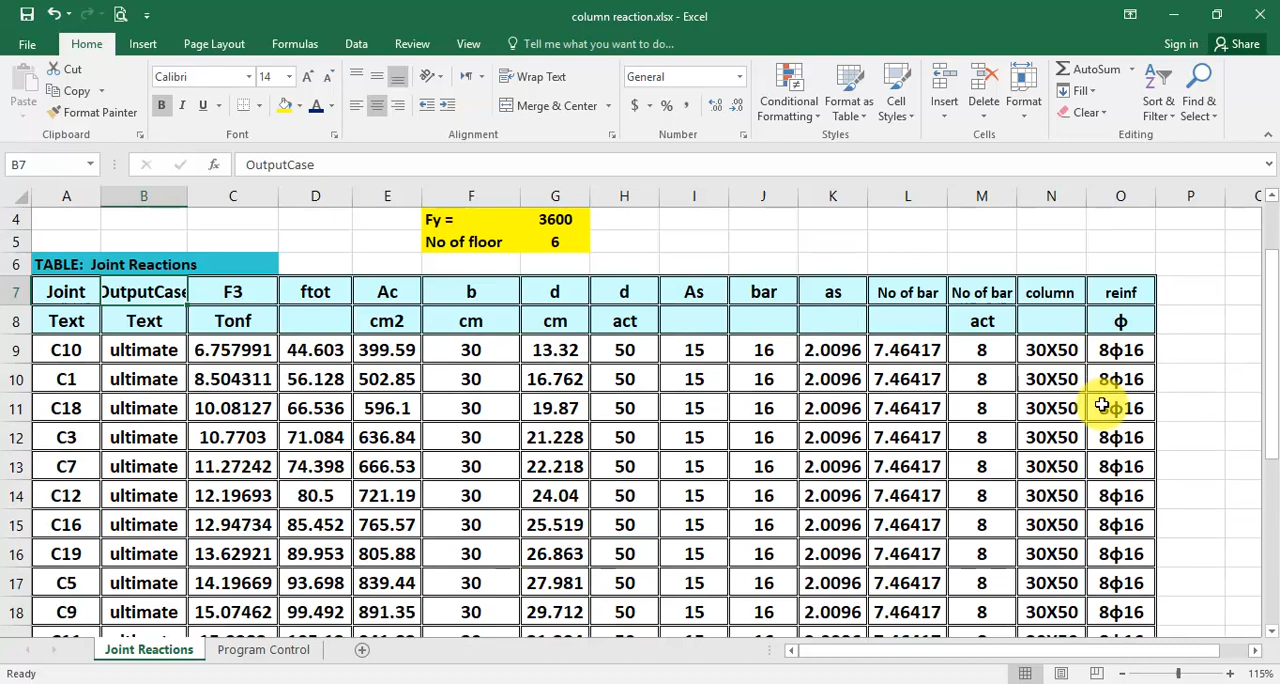 column reaction.xlsx - Excel
File Home Insert Page Layout Formulas Data Review View Tell me what you want to do... Sign in Share
Paste Cut Copy Format Painter Clipboard
Calibri 14 B I U A Font
Wrap Text Merge & Center Alignment
General $ % , Number
Conditional Formatting Format as Table Cell Styles Styles
Insert Delete Format Cells
AutoSum Fill Clear Sort & Filter Find & Select Editing
B7 fx OutputCase
A B C D E F G H I J K L M N O P
4 Fy = 3600
5 No of floor 6
6 TABLE: Joint Reactions
7 Joint OutputCase F3 ftot Ac b d d As bar as No of bar No of bar column reinf
8 Text Text Tonf cm2 cm cm act act ф
9 C10 ultimate 6.757991 44.603 399.59 30 13.32 50 15 16 2.0096 7.46417 8 30X50 8ф16
10 C1 ultimate 8.504311 56.128 502.85 30 16.762 50 15 16 2.0096 7.46417 8 30X50 8ф16
11 C18 ultimate 10.08127 66.536 596.1 30 19.87 50 15 16 2.0096 7.46417 8 30X50 8ф16
12 C3 ultimate 10.7703 71.084 636.84 30 21.228 50 15 16 2.0096 7.46417 8 30X50 8ф16
13 C7 ultimate 11.27242 74.398 666.53 30 22.218 50 15 16 2.0096 7.46417 8 30X50 8ф16
14 C12 ultimate 12.19693 80.5 721.19 30 24.04 50 15 16 2.0096 7.46417 8 30X50 8ф16
15 C16 ultimate 12.94734 85.452 765.57 30 25.519 50 15 16 2.0096 7.46417 8 30X50 8ф16
16 C19 ultimate 13.62921 89.953 805.88 30 26.863 50 15 16 2.0096 7.46417 8 30X50 8ф16
17 C5 ultimate 14.19669 93.698 839.44 30 27.981 50 15 16 2.0096 7.46417 8 30X50 8ф16
18 C9 ultimate 15.07462 99.492 891.35 30 29.712 50 15 16 2.0096 7.46417 8 30X50 8ф16
Joint Reactions Program Control
Ready 115%